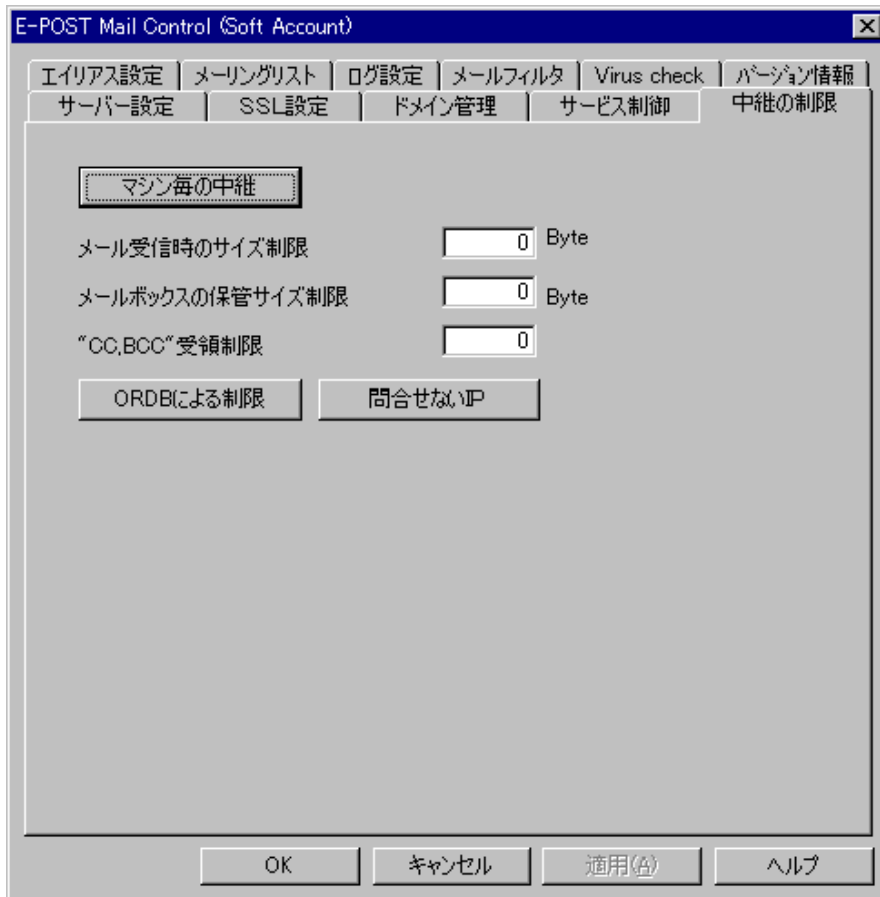 E-POST Mail Control (Soft Account)
エイリアス設定 メーリングリスト ログ設定 メールフィルタ Virus check バージョン情報
サーバー設定 SSL設定 ドメイン管理 サービス制御 中継の制限
マシン毎の中継
メール受信時のサイズ制限 0 Byte
メールボックスの保管サイズ制限 0 Byte
"CC,BCC"受領制限 0
ORDBによる制限 問合せないIP
OK キャンセル 適用(A) ヘルプ